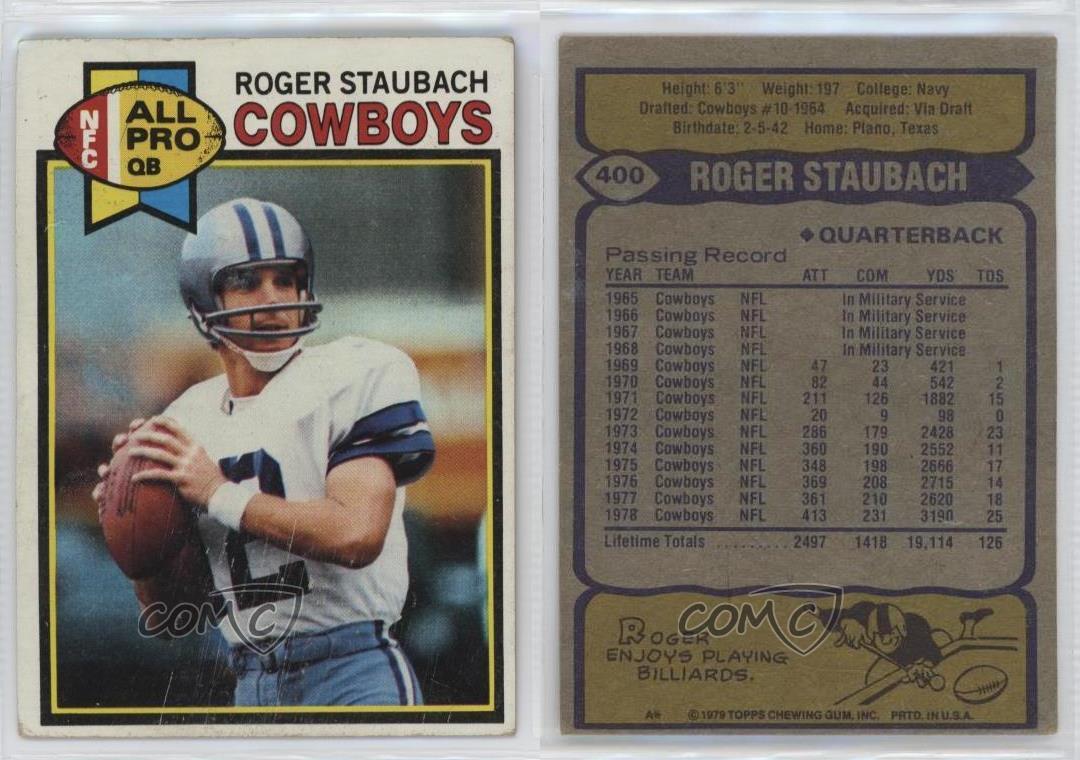 NFC
ALL
PRO
QB
ROGER STAUBACH
COWBOYS
2
COMC
Height: 6'3" Weight: 197 College: Navy
Drafted: Cowboys #10-1964 Acquired: Via Draft
Birthdate: 2-5-42 Home: Plano, Texas
400 ROGER STAUBACH
◆ QUARTERBACK
Passing Record
YEAR TEAM ATT COM YDS TDS
1965 Cowboys NFL In Military Service
1966 Cowboys NFL In Military Service
1967 Cowboys NFL In Military Service
1968 Cowboys NFL In Military Service
1969 Cowboys NFL 47 23 421 1
1970 Cowboys NFL 82 44 542 2
1971 Cowboys NFL 211 126 1882 15
1972 Cowboys NFL 20 9 98 0
1973 Cowboys NFL 286 179 2428 23
1974 Cowboys NFL 360 190 2552 11
1975 Cowboys NFL 348 198 2666 17
1976 Cowboys NFL 369 208 2715 14
1977 Cowboys NFL 361 210 2620 18
1978 Cowboys NFL 413 231 3190 25
Lifetime Totals .......... 2497 1418 19,114 126
COMC
ROGER
ENJOYS PLAYING
BILLIARDS.
A* © 1979 TOPPS CHEWING GUM, INC. PRTD. IN U.S.A.